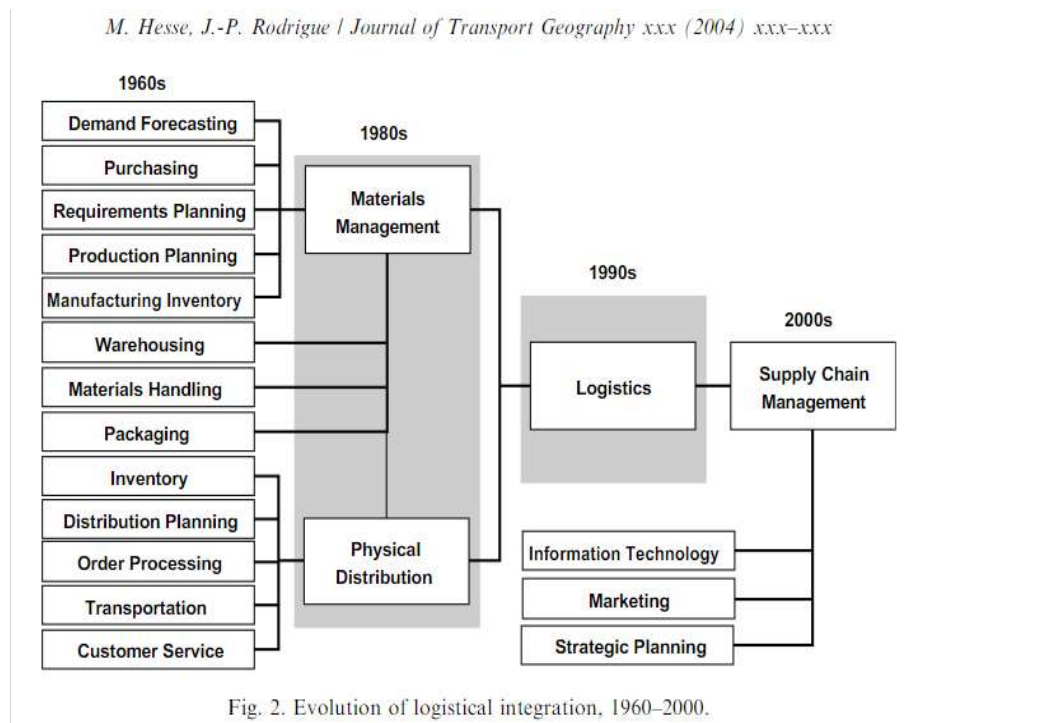 M. Hesse, J.-P. Rodrigue / Journal of Transport Geography xxx (2004) xxx–xxx
1960s
Demand Forecasting
Purchasing
Requirements Planning
Production Planning
Manufacturing Inventory
Warehousing
Materials Handling
Packaging
Inventory
Distribution Planning
Order Processing
Transportation
Customer Service
1980s
Materials
Management
Physical
Distribution
1990s
Logistics
2000s
Supply Chain
Management
Information Technology
Marketing
Strategic Planning
Fig. 2. Evolution of logistical integration, 1960–2000.